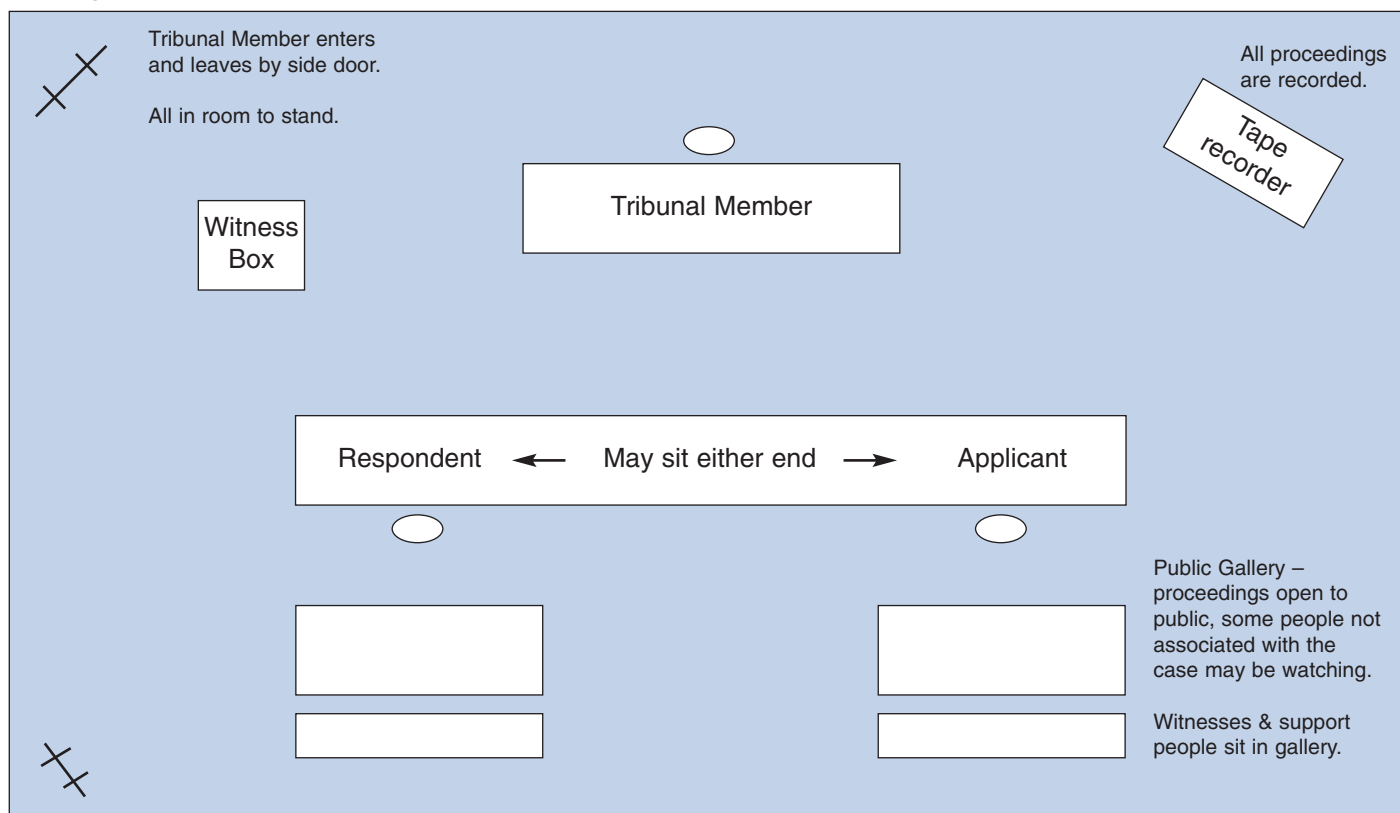 Tribunal Member enters
and leaves by side door.
All in room to stand.
All proceedings
are recorded.
Tape
recorder
Tribunal Member
Witness
Box
Respondent
May sit either end
Applicant
Public Gallery –
proceedings open to
public, some people not
associated with the
case may be watching.
Witnesses & support
people sit in gallery.